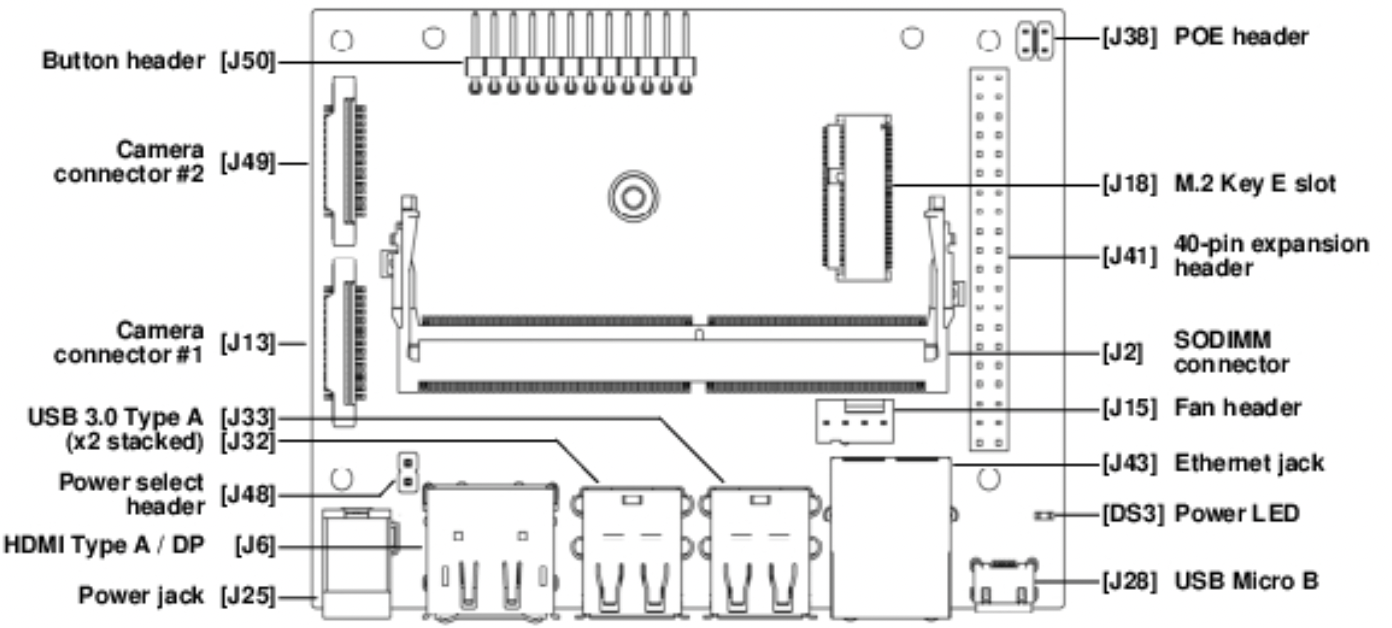 Button header [J50]
Camera
connector #2 [J49]
Camera
connector #1 [J13]
USB 3.0 Type A [J33]
(x2 stacked) [J32]
Power select
header [J48]
HDMI Type A / DP [J6]
Power jack [J25]
[J38] POE header
[J18] M.2 Key E slot
[J41] 40-pin expansion
header
[J2] SODIMM
connector
[J15] Fan header
[J43] Ethernet jack
[DS3] Power LED
[J28] USB Micro B